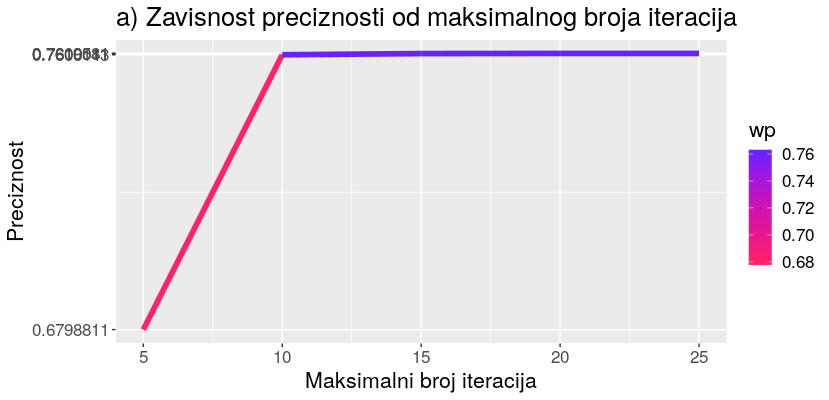 a) Zavisnost preciznosti od maksimalnog broja iteracija
Preciznost
0.6798811
5
10
15
20
25
Maksimalni broj iteracija
wp
0.76
0.74
0.72
0.70
0.68